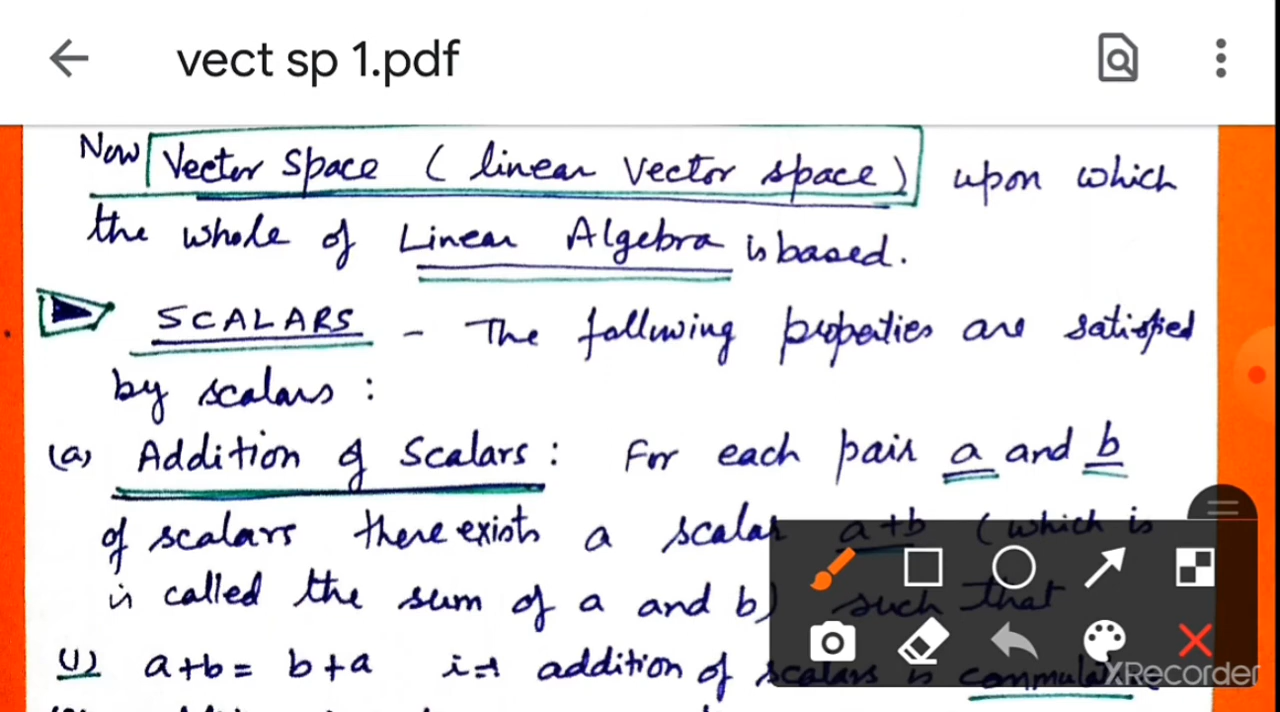 vect sp 1.pdf
Now Vector Space ( linear Vector space) upon which
the whole of Linear Algebra is based.
SCALARS - The following properties are satisfied
by scalars :
(a) Addition of Scalars : For each pair a and b
of scalars there exists a scalar a+b (which is
is called the sum of a and b) such that
(1) a+b = b+a i.e addition of scalars is
XRecorder